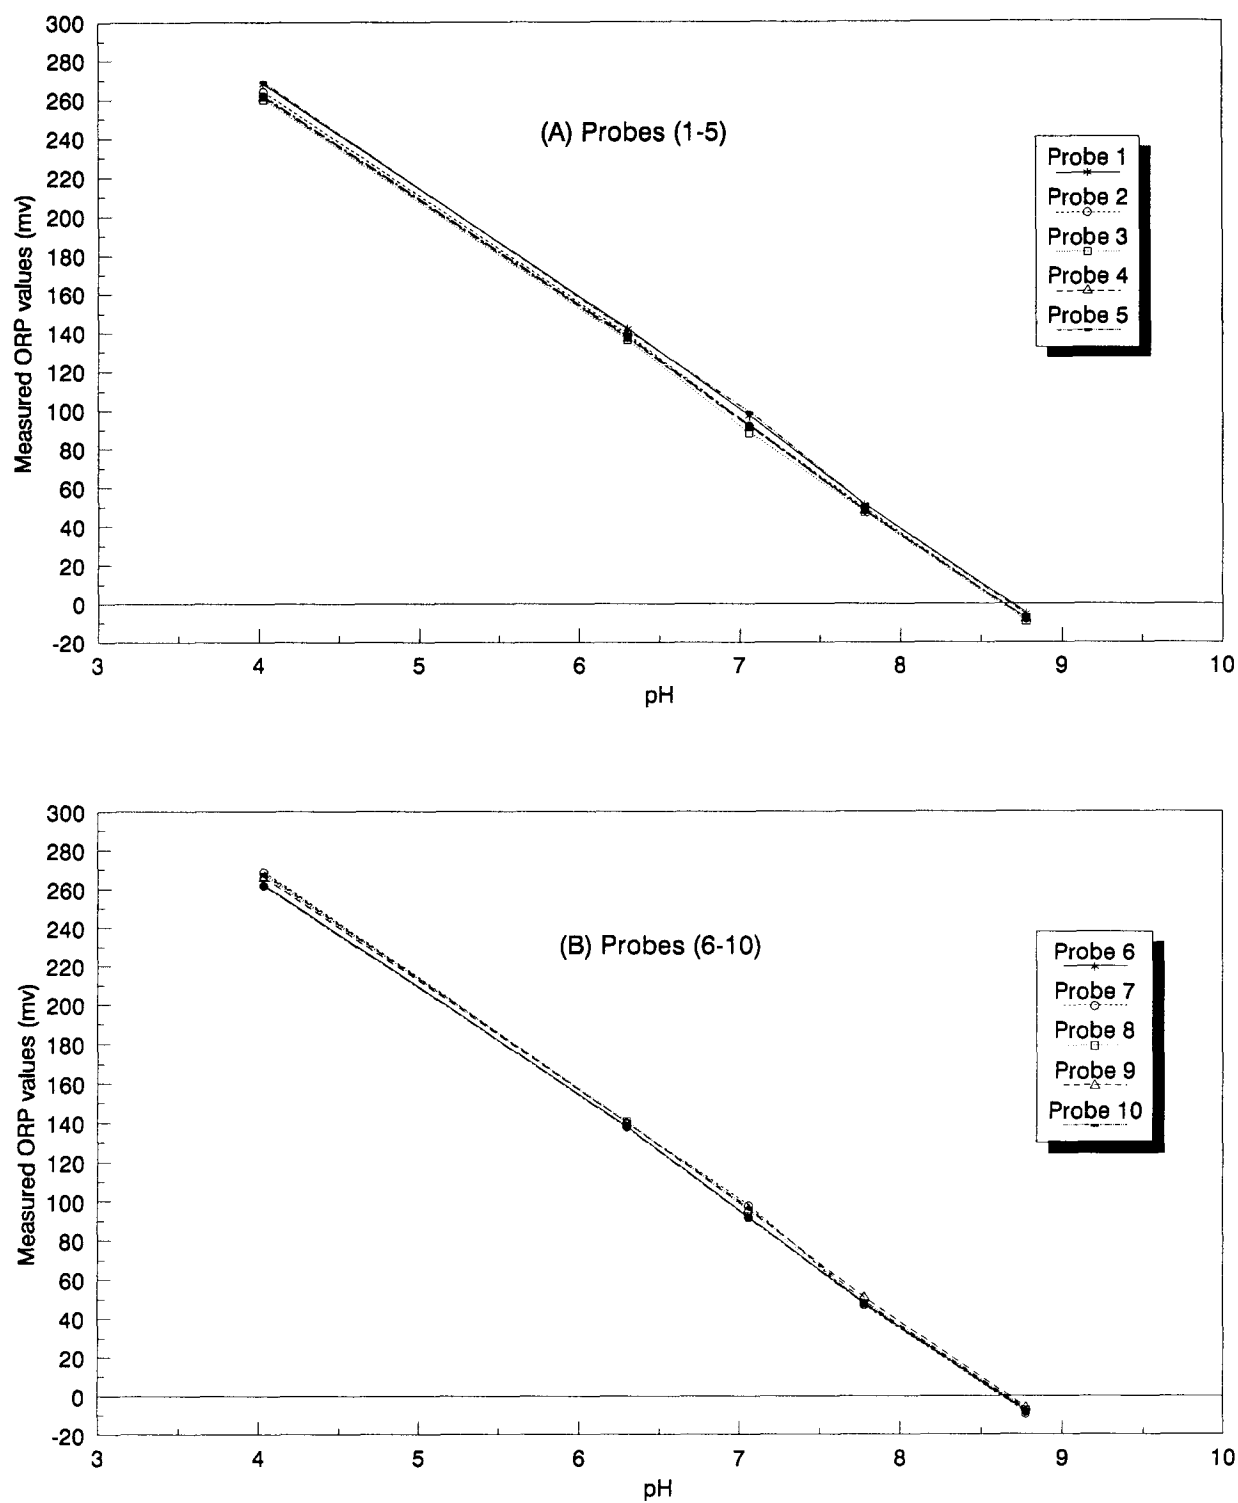 300
280
260
240
220
200
180
160
140
120
100
80
60
40
20
0
-20
Measured ORP values (mv)
(A) Probes (1-5)
Probe 1
Probe 2
Probe 3
Probe 4
Probe 5
3 4 5 6 7 8 9 10
pH
300
280
260
240
220
200
180
160
140
120
100
80
60
40
20
0
-20
Measured ORP values (mv)
(B) Probes (6-10)
Probe 6
Probe 7
Probe 8
Probe 9
Probe 10
3 4 5 6 7 8 9 10
pH